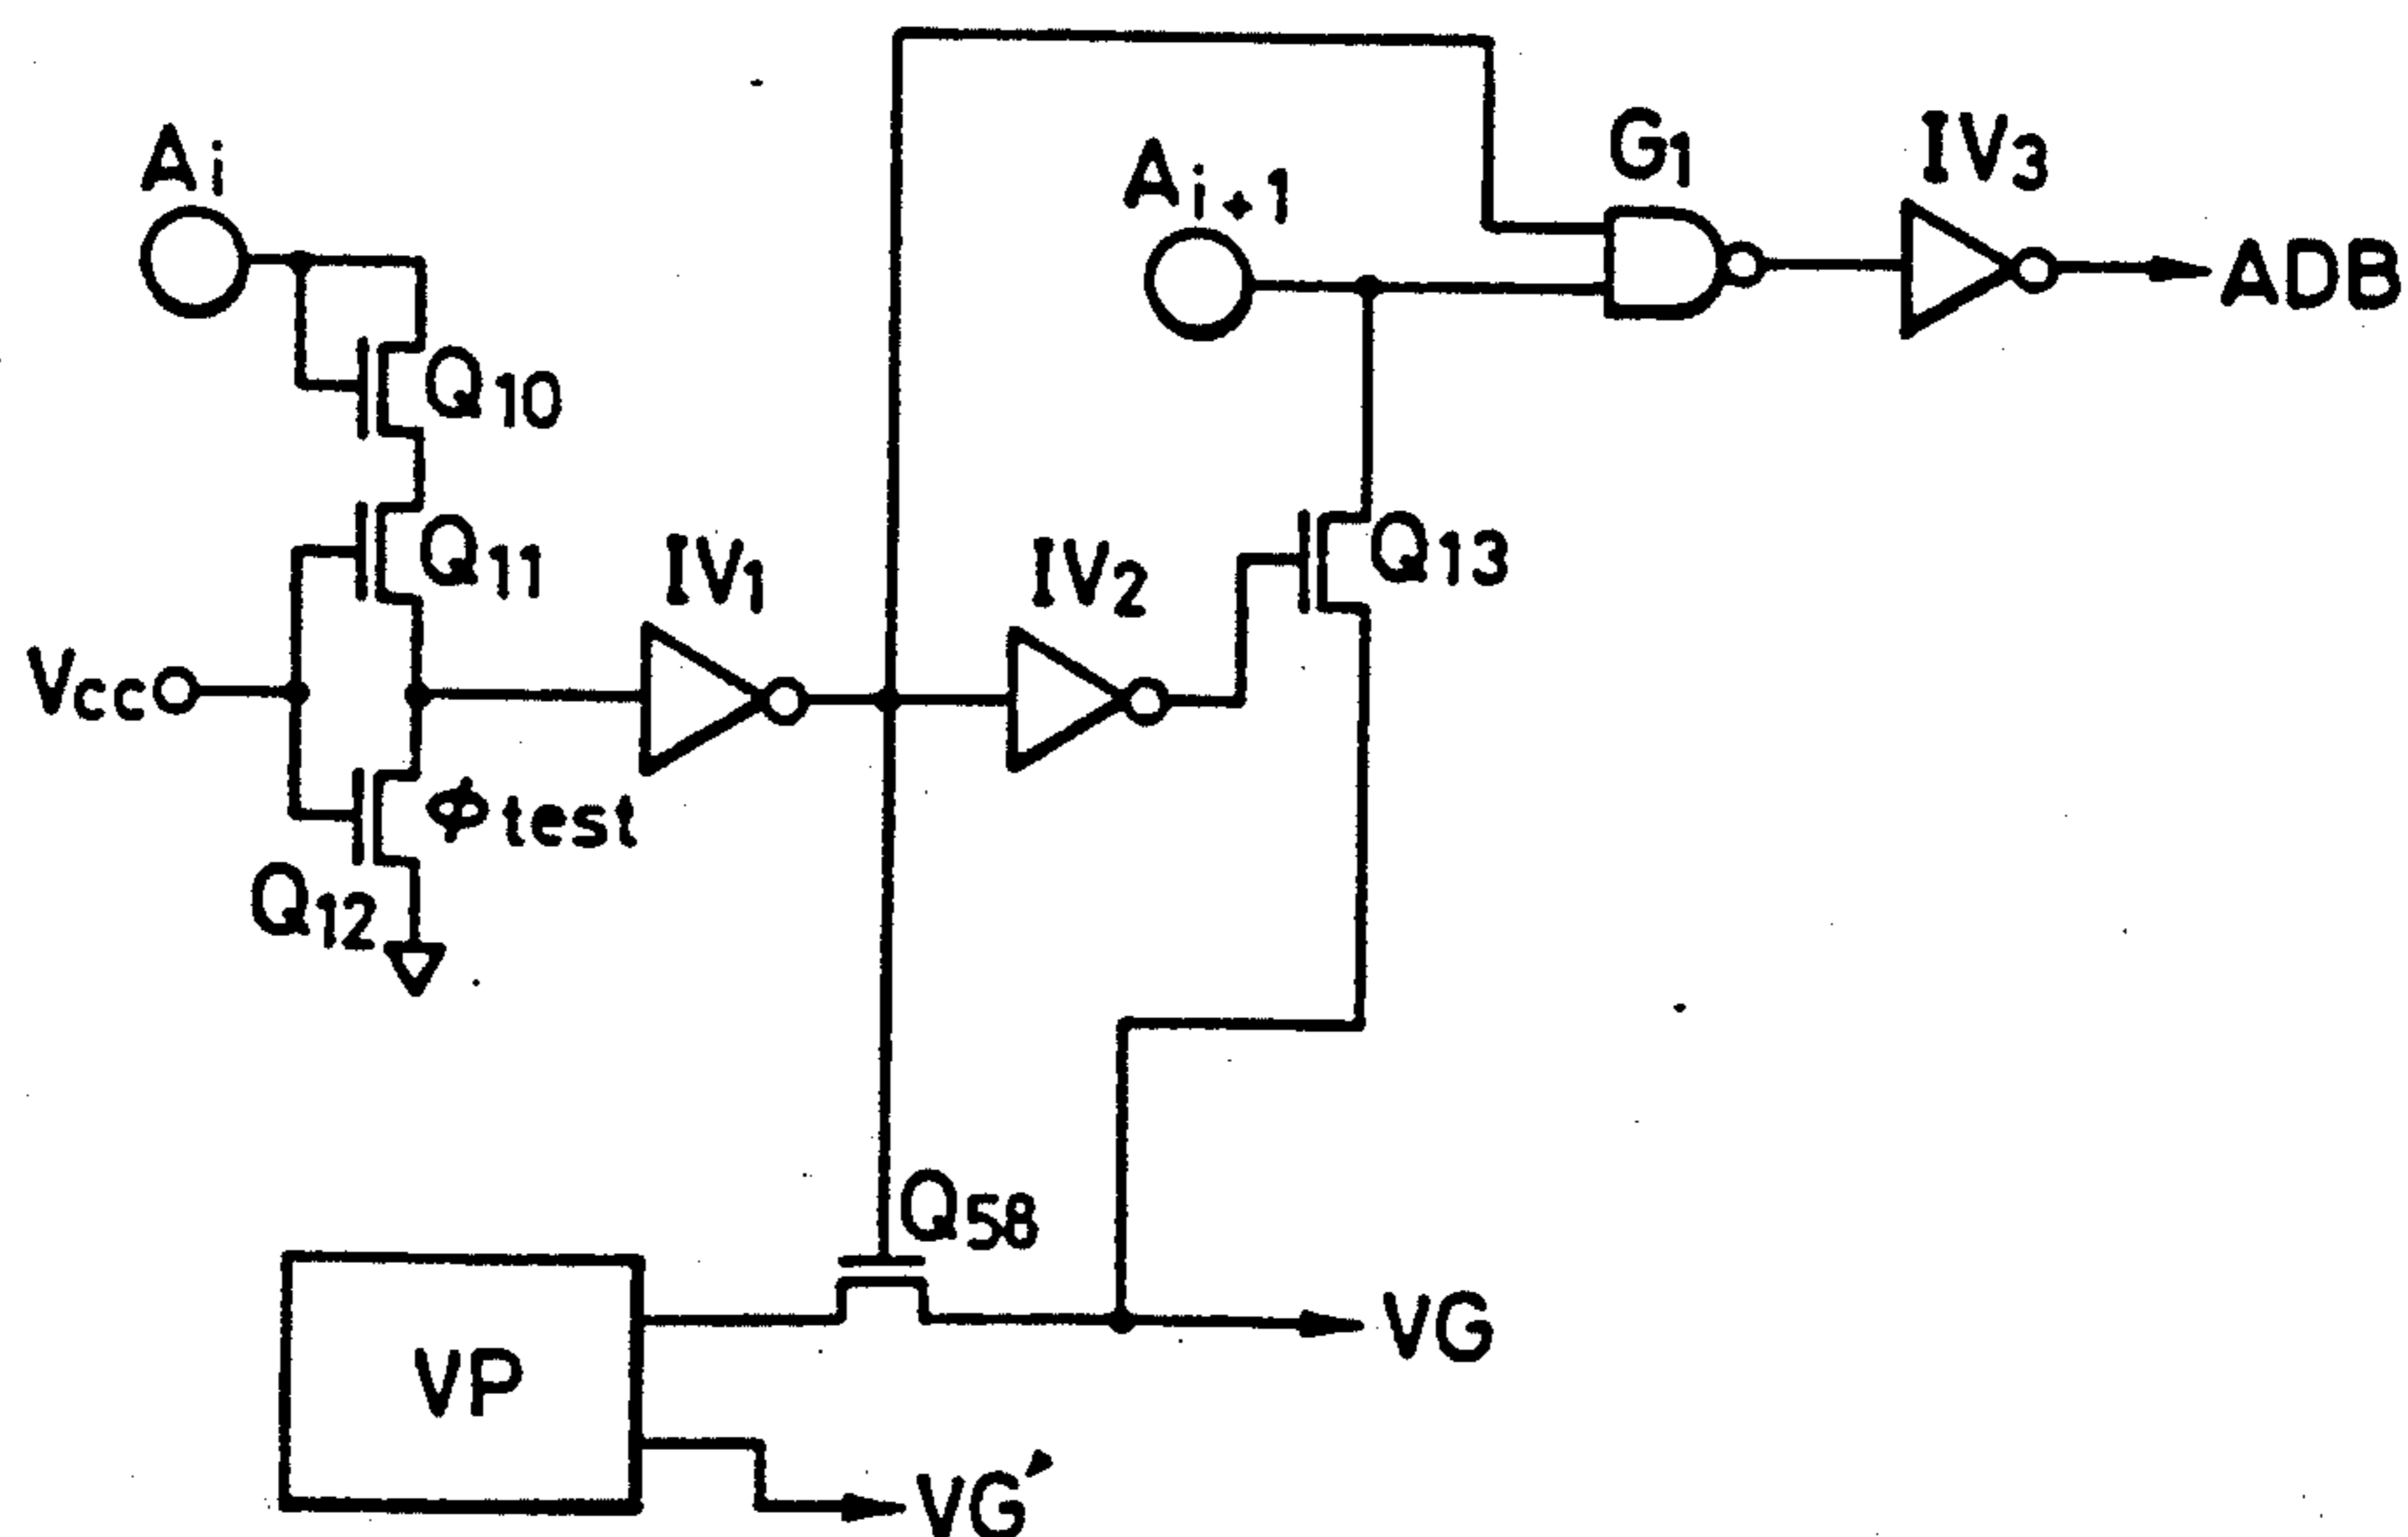 Ai
Ai+1
G1
IV3
ADB
Q10
Q11
IV1
IV2
Q13
Vcc
Φtest
Q12
Q58
VP
VG
VG'